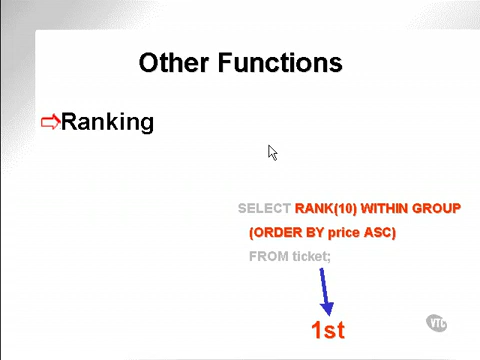 Other Functions
⇨Ranking
SELECT RANK(10) WITHIN GROUP
(ORDER BY price ASC)
FROM ticket;
1st
VTC